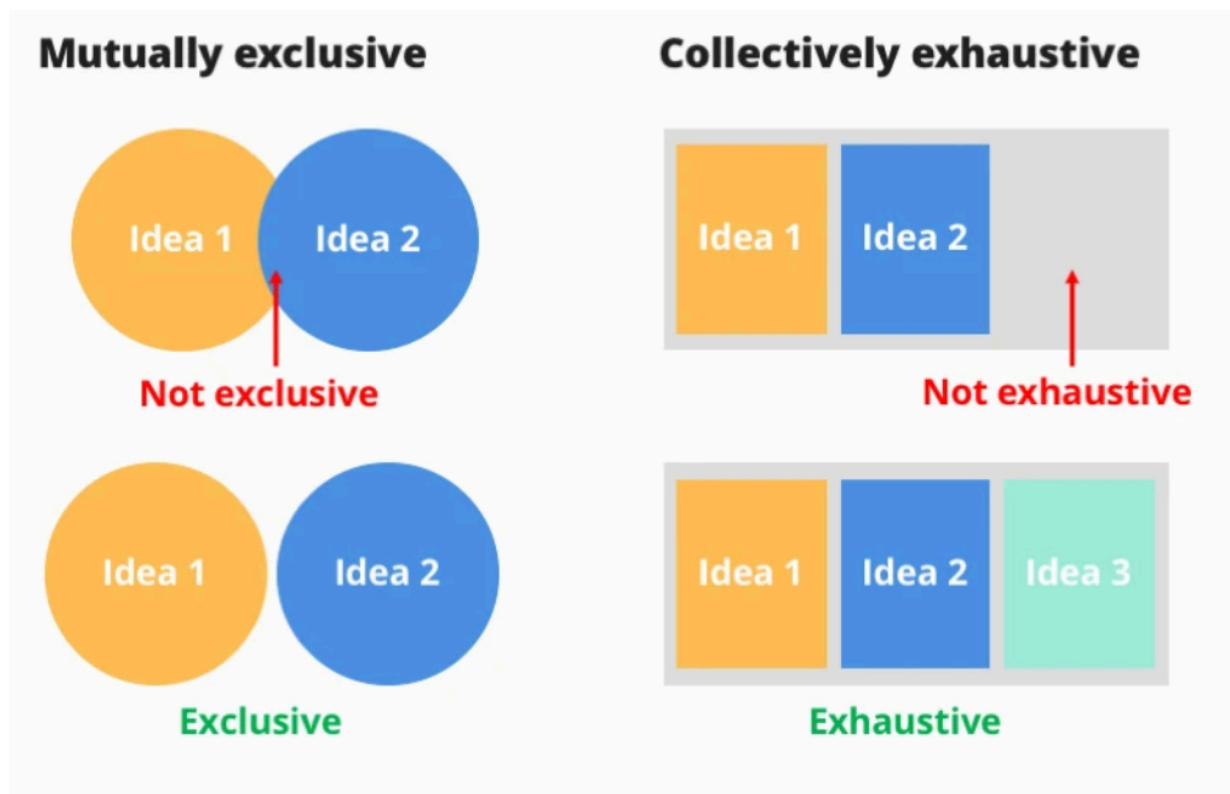 Mutually exclusive
Idea 1
Idea 2
Not exclusive
Idea 1
Idea 2
Exclusive
Collectively exhaustive
Idea 1
Idea 2
Not exhaustive
Idea 1
Idea 2
Idea 3
Exhaustive